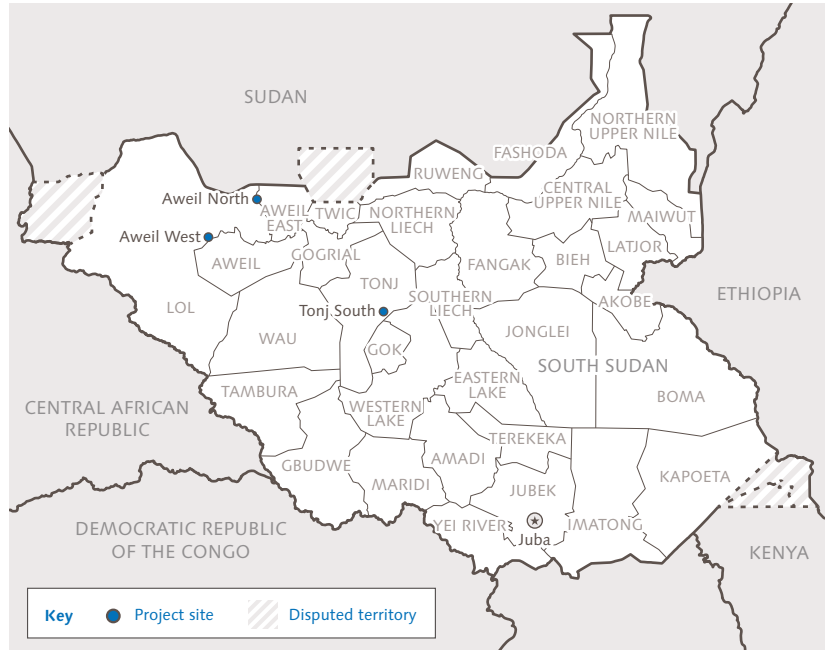 SUDAN
NORTHERN
UPPER NILE
FASHODA
RUWENG
CENTRAL
UPPER NILE
Aweil North
AWEIL
EAST
TWIC
NORTHERN
LIECH
MAIWUT
Aweil West
LATJOR
GOGRIAL
AWEIL
FANGAK
BIEH
TONJ
ETHIOPIA
SOUTHERN
LIECH
AKOBE
LOL
Tonj South
WAU
JONGLEI
GOK
SOUTH SUDAN
EASTERN
LAKE
TAMBURA
BOMA
CENTRAL AFRICAN
REPUBLIC
WESTERN
LAKE
TEREKEKA
AMADI
GBUDWE
MARIDI
KAPOETA
JUBEK
DEMOCRATIC REPUBLIC
OF THE CONGO
YEI RIVER
IMATONG
Juba
KENYA
Key
Project site
Disputed territory